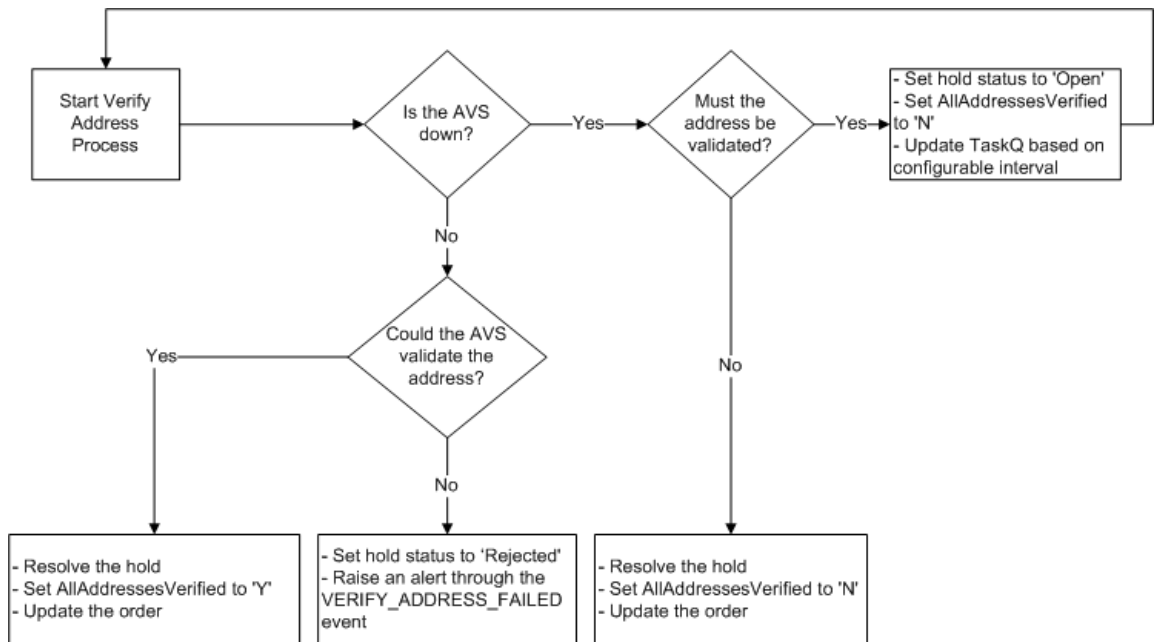 Start Verify
Address
Process
Is the AVS
down?
Yes
Must the
address be
validated?
Yes
- Set hold status to 'Open'
- Set AllAddressesVerified
to 'N'
- Update TaskQ based on
configurable interval
No
Could the AVS
validate the
address?
Yes
No
No
- Resolve the hold
- Set AllAddressesVerified to 'Y'
- Update the order
- Set hold status to 'Rejected'
- Raise an alert through the
VERIFY_ADDRESS_FAILED
event
- Resolve the hold
- Set AllAddressesVerified to 'N'
- Update the order